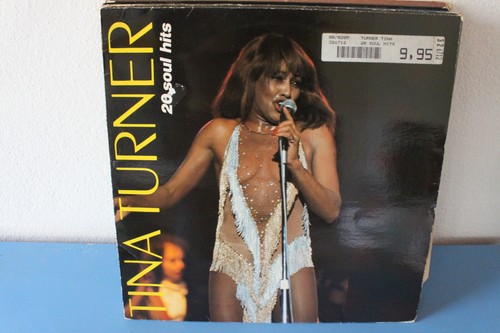 TINA TURNER
20 soul hits
TURNER TINA
20 SOUL HITS
9,95